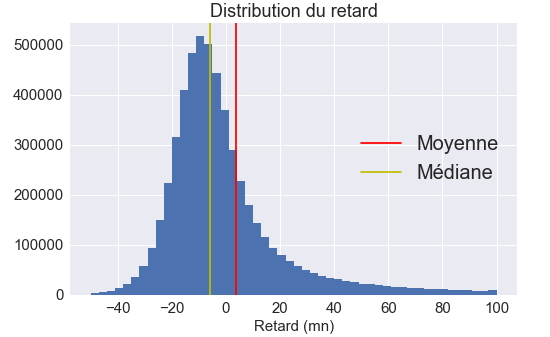 Distribution du retard
500000
400000
300000
200000
100000
0
Moyenne
Médiane
−40 −20 0 20 40 60 80 100
Retard (mn)